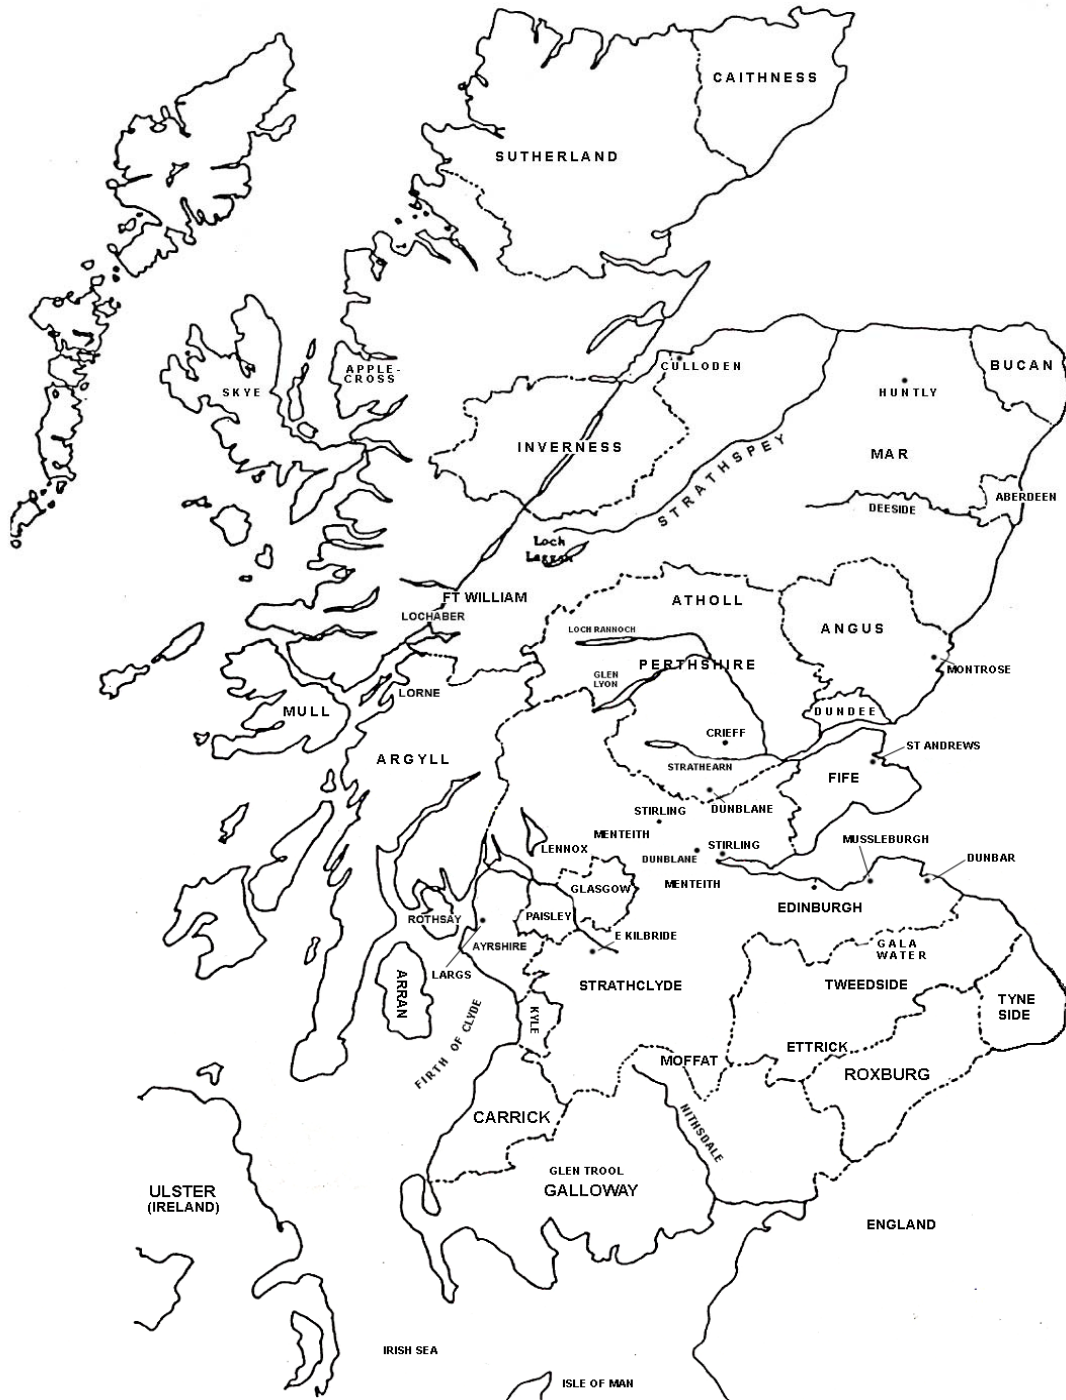 CAITHNESS
SUTHERLAND
CULLODEN
BUCAN
APPLE-
CROSS
SKYE
HUNTLY
INVERNESS
STRATHSPEY
MAR
ABERDEEN
DEESIDE
Loch
Laggan
FT WILLIAM
ATHOLL
LOCHABER
LOCH RANNOCH
ANGUS
PERTHSHIRE
MONTROSE
GLEN
LYON
LORNE
MULL
DUNDEE
CRIEFF
ST ANDREWS
ARGYLL
STRATHEARN
FIFE
STIRLING
DUNBLANE
MENTEITH
MUSSLEBURGH
LENNOX
STIRLING
DUNBLANE
DUNBAR
MENTEITH
GLASGOW
EDINBURGH
ROTHSAY
PAISLEY
E KILBRIDE
AYRSHIRE
GALA
WATER
LARGS
ARRAN
STRATHCLYDE
TWEEDSIDE
TYNE
SIDE
KYLE
FIRTH OF CLYDE
ETTRICK
MOFFAT
ROXBURG
CARRICK
NITHSDALE
GLEN TROOL
GALLOWAY
ULSTER
(IRELAND)
ENGLAND
IRISH SEA
ISLE OF MAN